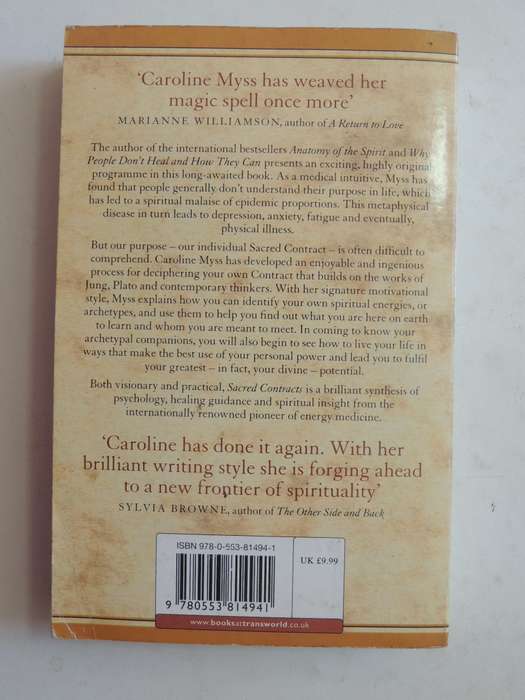 ‘Caroline Myss has weaved her
magic spell once more’
MARIANNE WILLIAMSON, author of A Return to Love
The author of the international bestsellers Anatomy of the Spirit and Why
People Don't Heal and How They Can presents an exciting, highly original
programme in this long-awaited book. As a medical intuitive, Myss has
found that people generally don't understand their purpose in life, which
has led to a spiritual malaise of epidemic proportions. This metaphysical
disease in turn leads to depression, anxiety, fatigue and eventually,
physical illness.
But our purpose – our individual Sacred Contract – is often difficult to
comprehend. Caroline Myss has developed an enjoyable and ingenious
process for deciphering your own Contract that builds on the works of
Jung, Plato and contemporary thinkers. With her signature motivational
style, Myss explains how you can identify your own spiritual energies, or
archetypes, and use them to help you find out what you are here on earth
to learn and whom you are meant to meet. In coming to know your
archetypal companions, you will also begin to see how to live your life in
ways that make the best use of your personal power and lead you to fulfil
your greatest – in fact, your divine – potential.
Both visionary and practical, Sacred Contracts is a brilliant synthesis of
psychology, healing guidance and spiritual insight from the
internationally renowned pioneer of energy medicine.
‘Caroline has done it again. With her
brilliant writing style she is forging ahead
to a new frontier of spirituality’
SYLVIA BROWNE, author of The Other Side and Back
ISBN 978-0-553-81494-1
UK £9.99
9 780553 814941
www.booksattransworld.co.uk